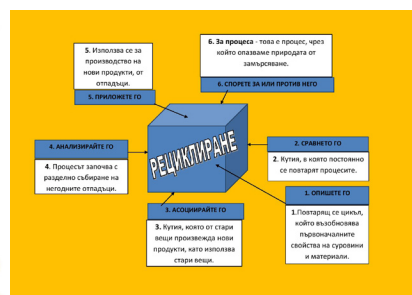 5. Използва се за
производство на
нови продукти, от
отпадъци.
5. ПРИЛОЖЕТЕ ГО
6. За процеса - това е процес, чрез
който опазваме природата от
замърсяване.
6. СПОРЕТЕ ЗА ИЛИ ПРОТИВ НЕГО
4. АНАЛИЗИРАЙТЕ ГО
4. Процесът започва с
разделно събиране на
негодните отпадъци.
РЕЦИКЛИРАНЕ
2. СРАВНЕТО ГО
2. Кутия, в която постоянно
се повтарят процесите.
1. ОПИШЕТЕ ГО
1.Повтарящ се цикъл,
който възобновява
първоначалните
свойства на суровини
и материали.
3. АСОЦИИРАЙТЕ ГО
3. Кутия, която от стари
вещи произвежда нови
продукти, като използва
стари вещи.